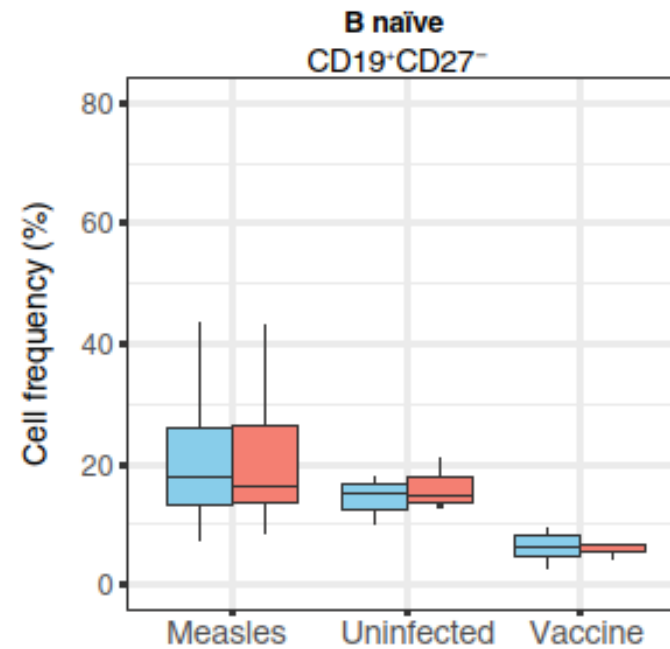 B naïve
CD19⁺CD27⁻
Cell frequency (%)
80
60
40
20
0
Measles
Uninfected
Vaccine